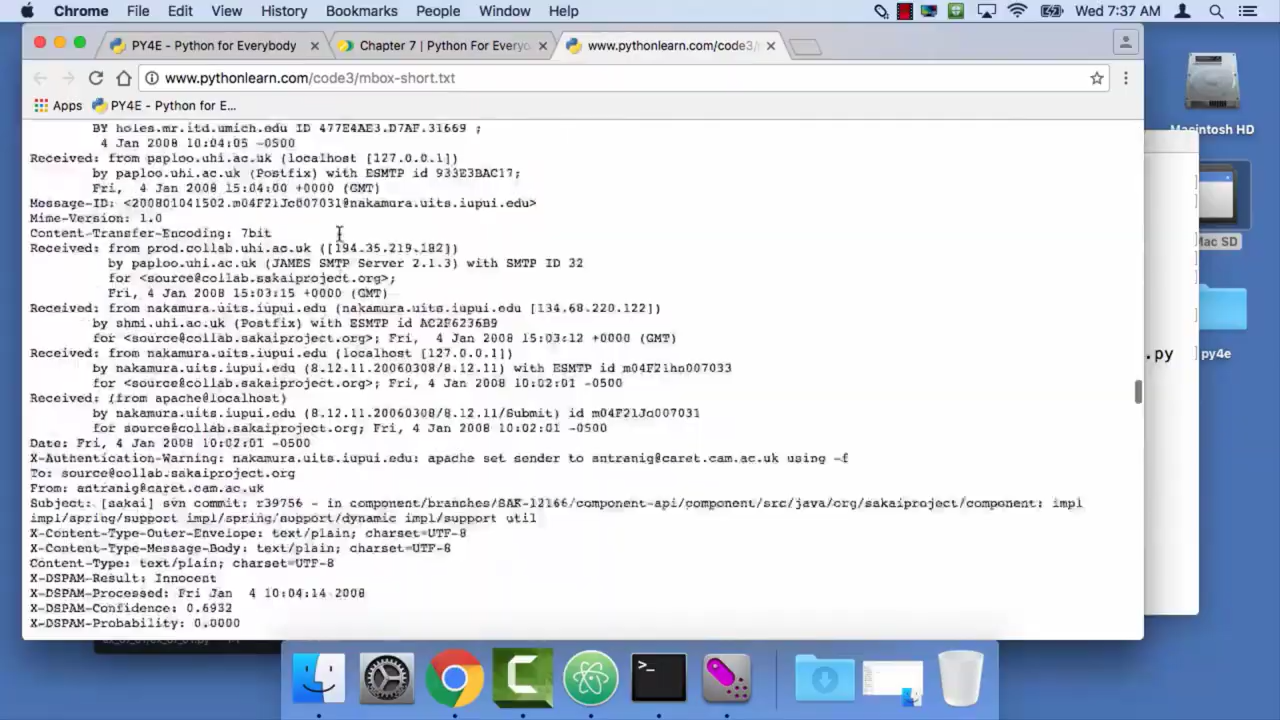 Chrome File Edit View History Bookmarks People Window Help Wed 7:37 AM
PY4E - Python for Everybody
Chapter 7 | Python For Everyo
www.pythonlearn.com/code3/
www.pythonlearn.com/code3/mbox-short.txt
Apps PY4E - Python for E...
BY holes.mr.itd.umich.edu ID 477E4AE3.D7AF.31669 ;
4 Jan 2008 10:04:05 -0500
Received: from paploo.uhi.ac.uk (localhost [127.0.0.1])
by paploo.uhi.ac.uk (Postfix) with ESMTP id 933E3BAC17;
Fri, 4 Jan 2008 15:04:00 +0000 (GMT)
Message-ID: <200801041502.m04F21Jc007031@nakamura.uits.iupui.edu>
Mime-Version: 1.0
Content-Transfer-Encoding: 7bit
Received: from prod.collab.uhi.ac.uk ([194.35.219.182])
by paploo.uhi.ac.uk (JAMES SMTP Server 2.1.3) with SMTP ID 32
for <source@collab.sakaiproject.org>;
Fri, 4 Jan 2008 15:03:15 +0000 (GMT)
Received: from nakamura.uits.iupui.edu (nakamura.uits.iupui.edu [134.68.220.122])
by shmi.uhi.ac.uk (Postfix) with ESMTP id AC2F6236B9
for <source@collab.sakaiproject.org>; Fri, 4 Jan 2008 15:03:12 +0000 (GMT)
Received: from nakamura.uits.iupui.edu (localhost [127.0.0.1])
by nakamura.uits.iupui.edu (8.12.11.20060308/8.12.11) with ESMTP id m04F21hn007033
for <source@collab.sakaiproject.org>; Fri, 4 Jan 2008 10:02:01 -0500
Received: (from apache@localhost)
by nakamura.uits.iupui.edu (8.12.11.20060308/8.12.11/Submit) id m04F21Jc007031
for source@collab.sakaiproject.org; Fri, 4 Jan 2008 10:02:01 -0500
Date: Fri, 4 Jan 2008 10:02:01 -0500
X-Authentication-Warning: nakamura.uits.iupui.edu: apache set sender to antranig@caret.cam.ac.uk using -f
To: source@collab.sakaiproject.org
From: antranig@caret.cam.ac.uk
Subject: [sakai] svn commit: r39756 - in component/branches/SAK-12166/component-api/component/src/java/org/sakaiproject/component: impl
impl/spring/support impl/spring/support/dynamic impl/support util
X-Content-Type-Outer-Envelope: text/plain; charset=UTF-8
X-Content-Type-Message-Body: text/plain; charset=UTF-8
Content-Type: text/plain; charset=UTF-8
X-DSPAM-Result: Innocent
X-DSPAM-Processed: Fri Jan 4 10:04:14 2008
X-DSPAM-Confidence: 0.6932
X-DSPAM-Probability: 0.0000
Macintosh HD
Mac SD
.py
py4e